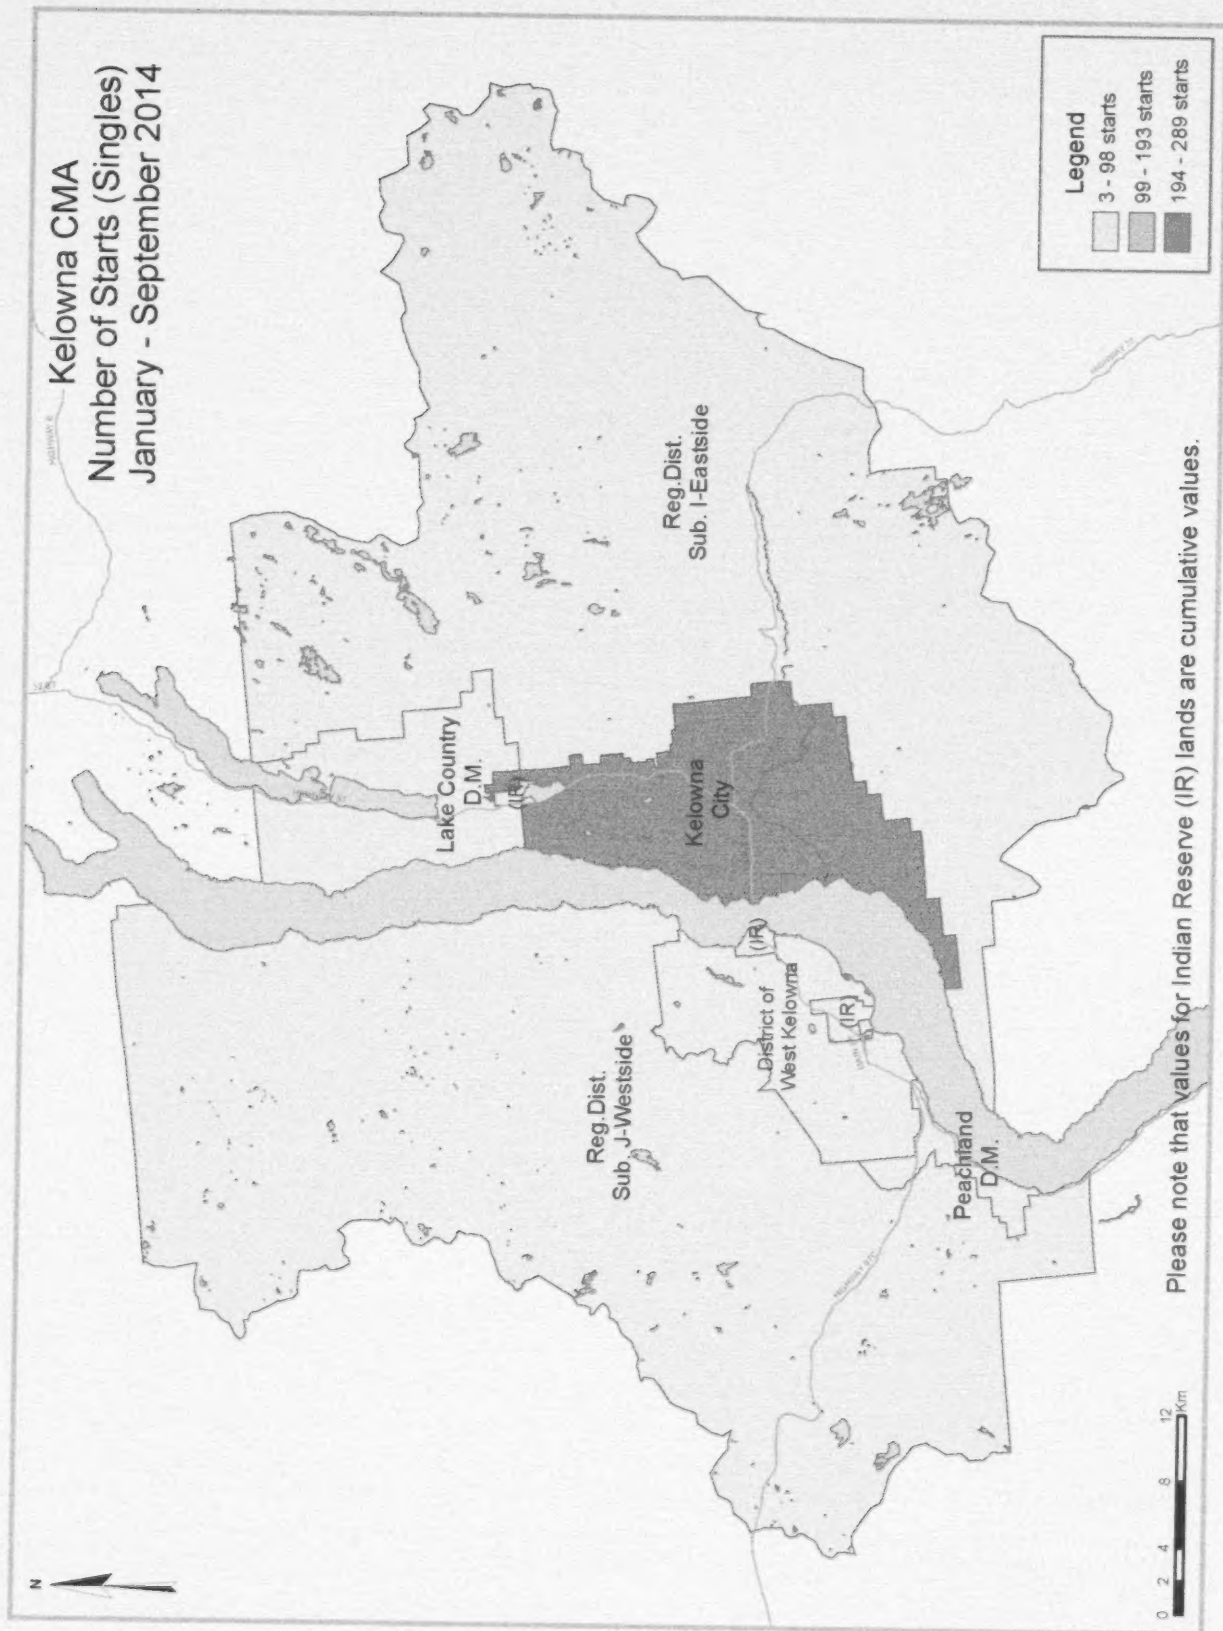 Kelowna CMA
Number of Starts (Singles)
January - September 2014
N
Lake Country
D.M.
(IR)
Kelowna
City
Reg.Dist.
Sub. I-Eastside
Reg.Dist.
Sub. J-Westside
(IR)
District of
West Kelowna
(IR)
Peachland
D.M.
HIGHWAY 97C
Legend
3 - 98 starts
99 - 193 starts
194 - 289 starts
0 2 4 8 12
Km
Please note that values for Indian Reserve (IR) lands are cumulative values.